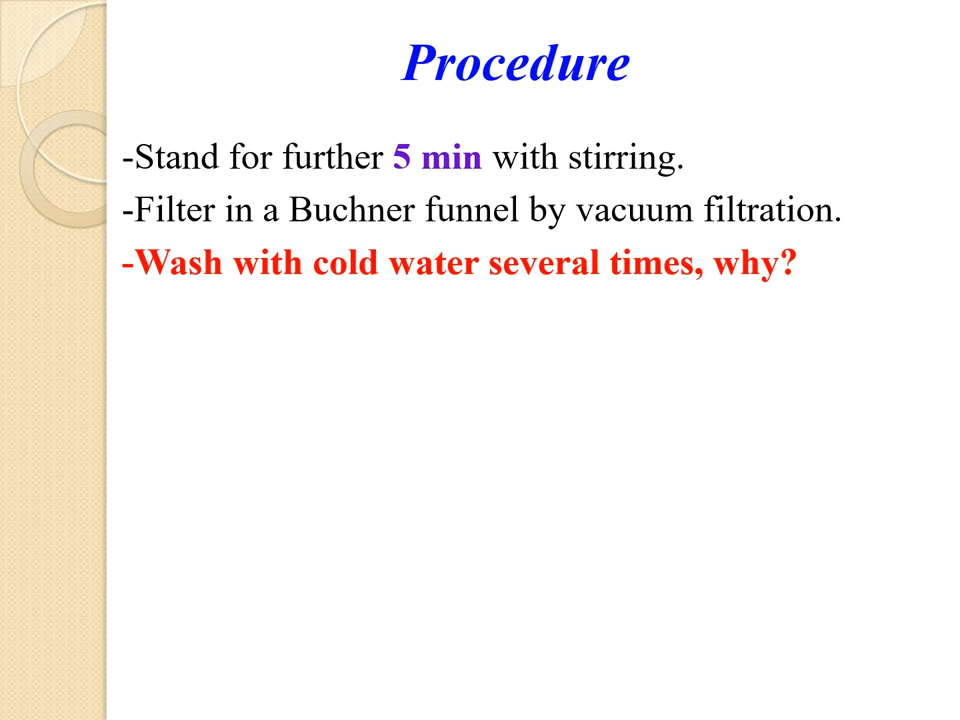 Procedure
-Stand for further 5 min with stirring.
-Filter in a Buchner funnel by vacuum filtration.
-Wash with cold water several times, why?